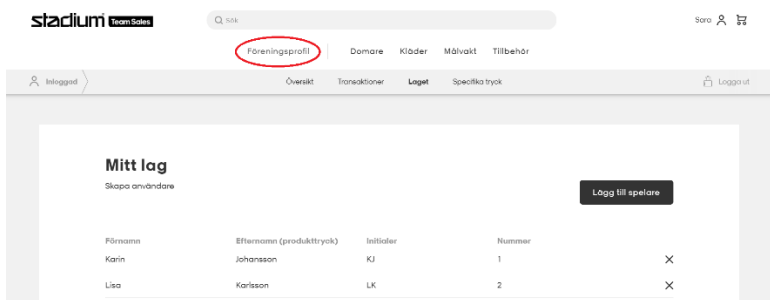 stadium Team Sales
Sök
Sara
Föreningsprofil
Domare Kläder Målvakt Tillbehör
Inloggad
Översikt Transaktioner Laget Specifika tryck
Logga ut
Mitt lag
Skapa användare
Lägg till spelare
Förnamn Efternamn (produkttryck) Initialer Nummer
Karin Johansson KJ 1
Lisa Karlsson LK 2